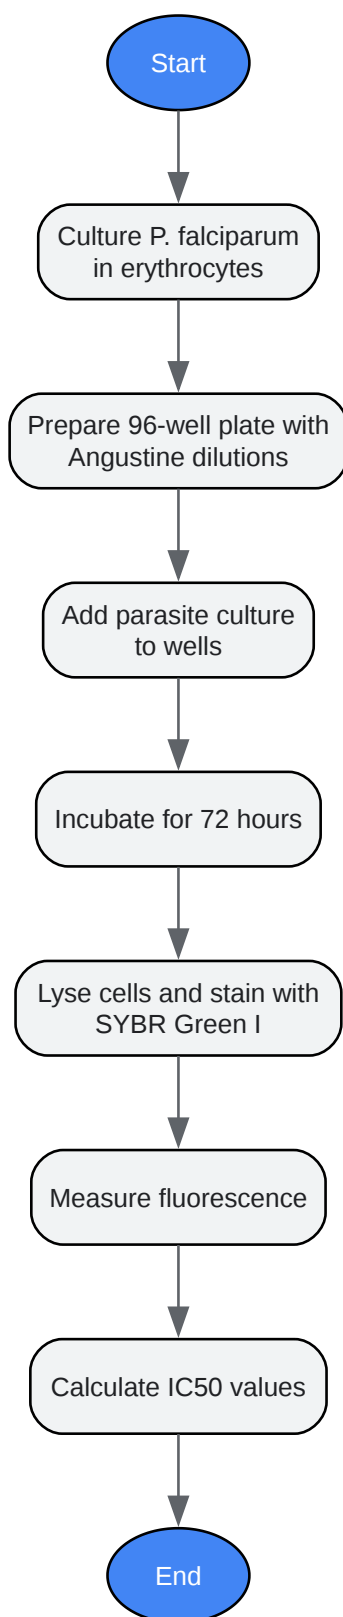 Start
Culture P. falciparum
in erythrocytes
Prepare 96-well plate with
Angustine dilutions
Add parasite culture
to wells
Incubate for 72 hours
Lyse cells and stain with
SYBR Green I
Measure fluorescence
Calculate IC50 values
End